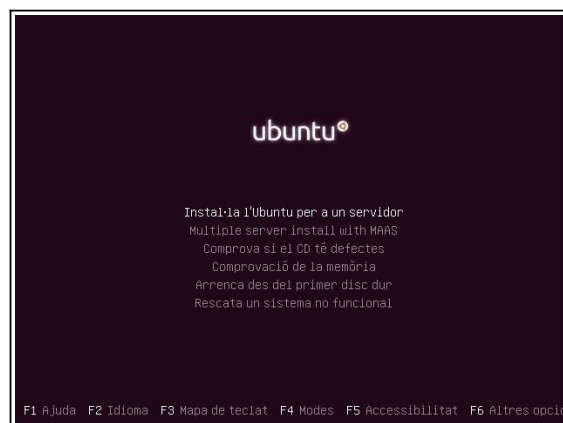 ubuntu
Instal·la l'Ubuntu per a un servidor
Multiple server install with MAAS
Comprova si el CD té defectes
Comprovació de la memòria
Arrenca des del primer disc dur
Rescata un sistema no funcional
F1 Ajuda F2 Idioma F3 Mapa de teclat F4 Modes F5 Accessibilitat F6 Altres opcio